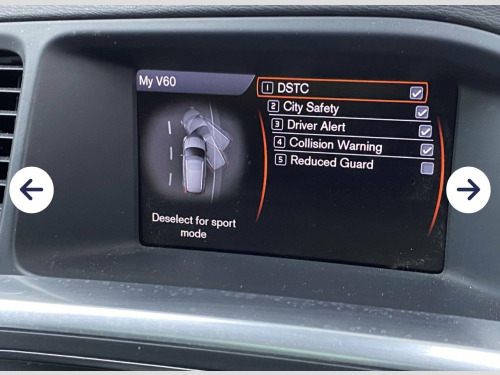 My V60
1 DSTC
2 City Safety
3 Driver Alert
4 Collision Warning
5 Reduced Guard
Deselect for sport
mode